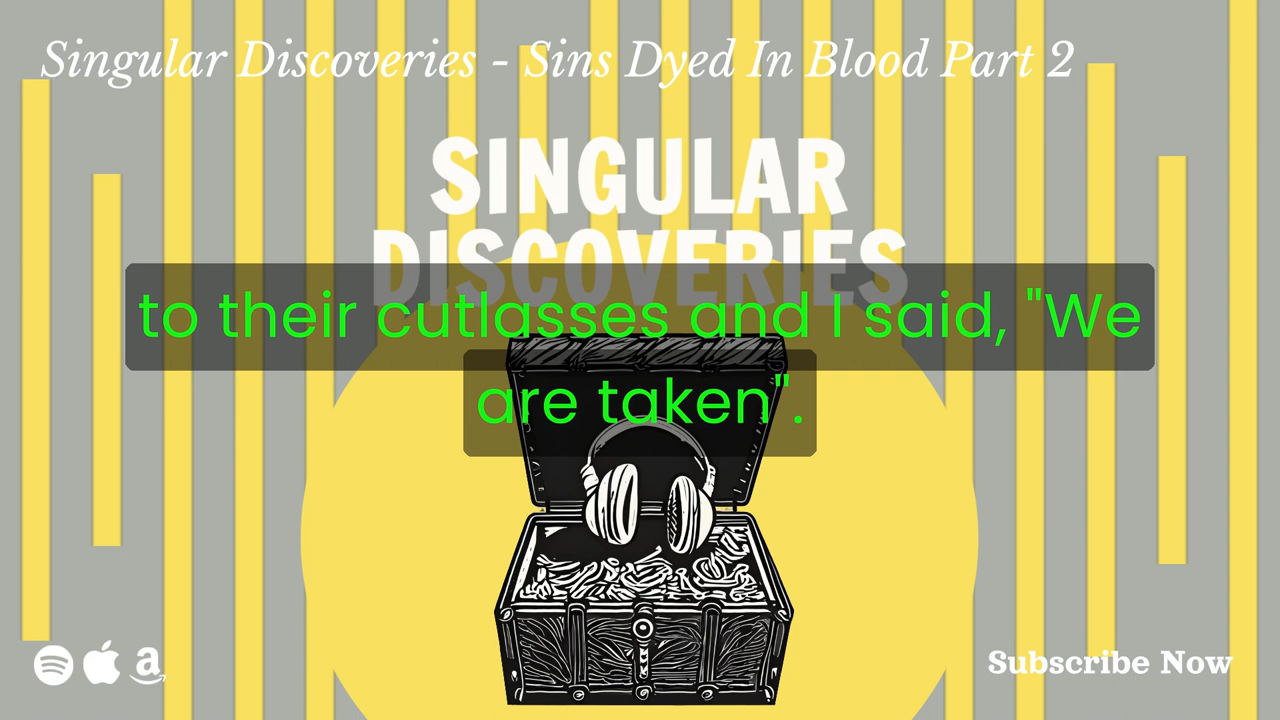 Singular Discoveries - Sins Dyed In Blood Part 2
SINGULAR
DISCOVERIES
to their cutlasses and I said, "We
are taken".
Subscribe Now